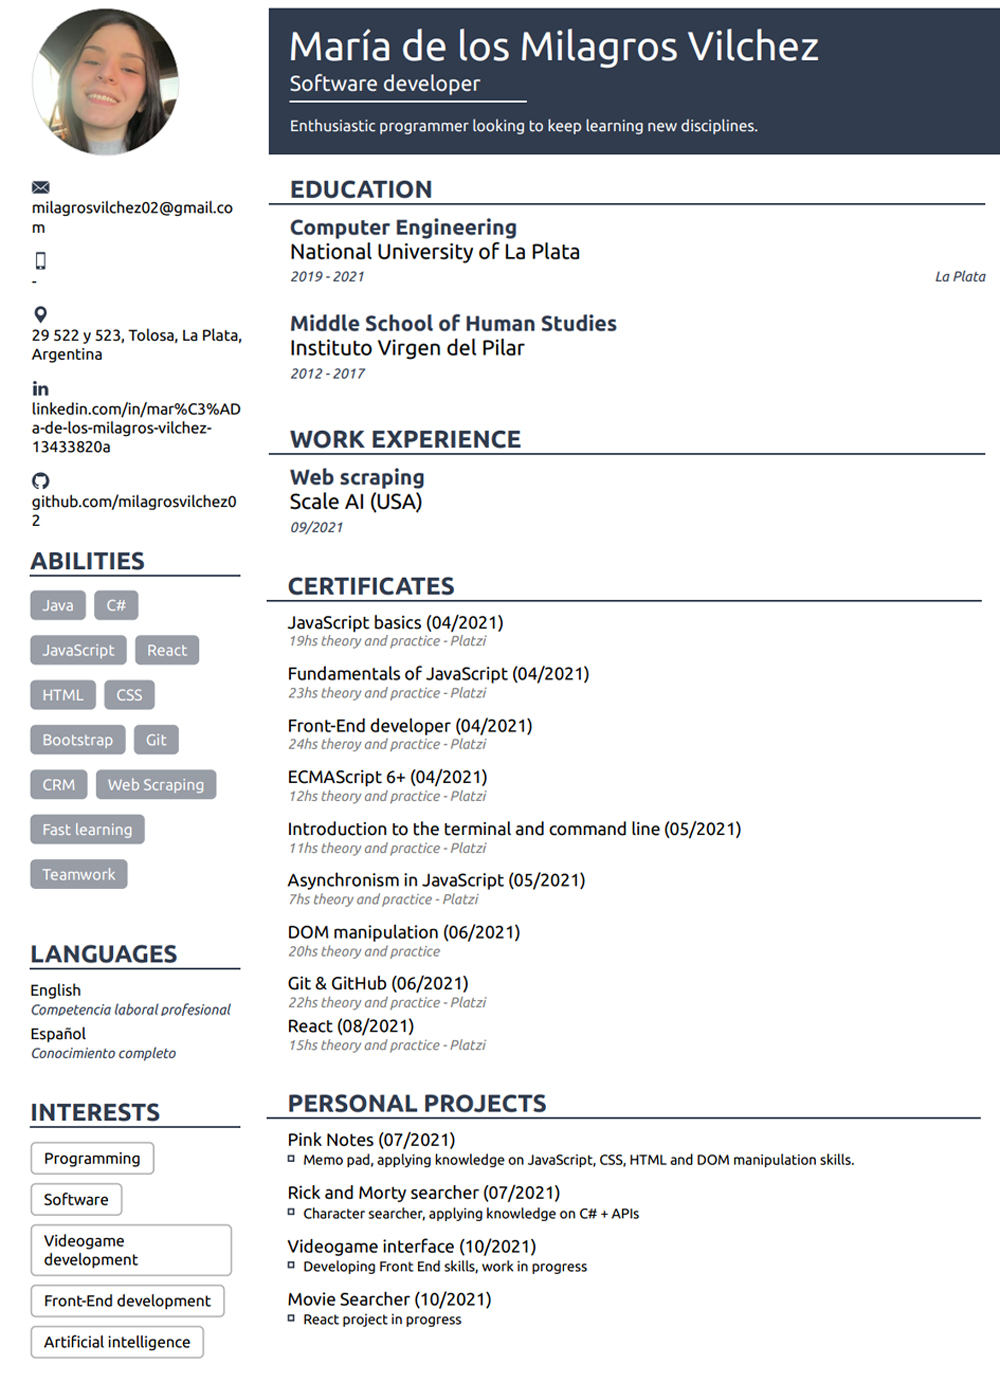 María de los Milagros Vilchez
Software developer
Enthusiastic programmer looking to keep learning new disciplines.
milagrosvilchez02@gmail.co
m
-
29 522 y 523, Tolosa, La Plata,
Argentina
linkedin.com/in/mar%C3%AD
a-de-los-milagros-vilchez-
13433820a
github.com/milagrosvilchez0
2
ABILITIES
Java C#
JavaScript React
HTML CSS
Bootstrap Git
CRM Web Scraping
Fast learning
Teamwork
LANGUAGES
English
Competencia laboral profesional
Español
Conocimiento completo
INTERESTS
Programming
Software
Videogame
development
Front-End development
Artificial intelligence
EDUCATION
Computer Engineering
National University of La Plata
2019 - 2021 La Plata
Middle School of Human Studies
Instituto Virgen del Pilar
2012 - 2017
WORK EXPERIENCE
Web scraping
Scale AI (USA)
09/2021
CERTIFICATES
JavaScript basics (04/2021)
19hs theory and practice - Platzi
Fundamentals of JavaScript (04/2021)
23hs theory and practice - Platzi
Front-End developer (04/2021)
24hs theroy and practice - Platzi
ECMAScript 6+ (04/2021)
12hs theory and practice - Platzi
Introduction to the terminal and command line (05/2021)
11hs theory and practice - Platzi
Asynchronism in JavaScript (05/2021)
7hs theory and practice - Platzi
DOM manipulation (06/2021)
20hs theory and practice
Git & GitHub (06/2021)
22hs theory and practice - Platzi
React (08/2021)
15hs theory and practice - Platzi
PERSONAL PROJECTS
Pink Notes (07/2021)
Memo pad, applying knowledge on JavaScript, CSS, HTML and DOM manipulation skills.
Rick and Morty searcher (07/2021)
Character searcher, applying knowledge on C# + APIs
Videogame interface (10/2021)
Developing Front End skills, work in progress
Movie Searcher (10/2021)
React project in progress